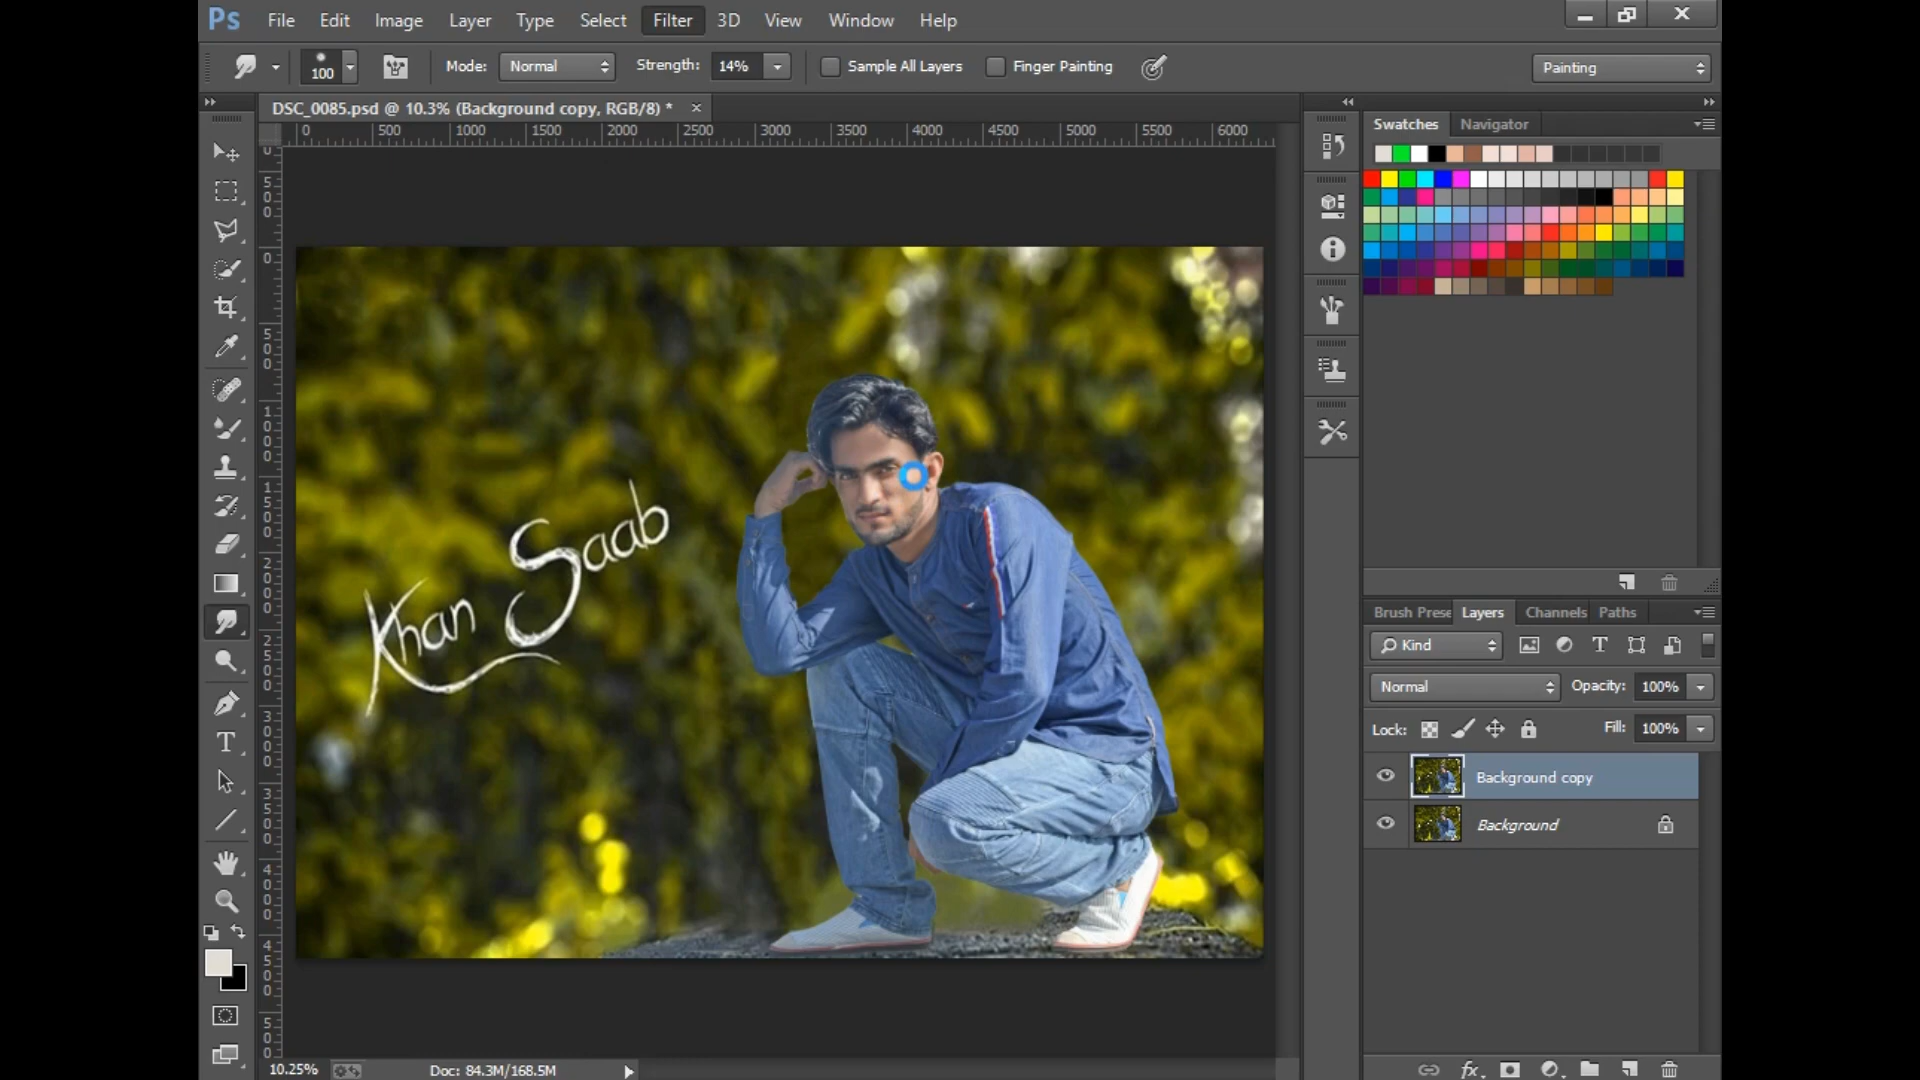 Ps File Edit Image Layer Type Select Filter 3D View Window Help
100 Mode: Normal Strength: 14% Sample All Layers Finger Painting Painting
DSC_0085.psd @ 10.3% (Background copy, RGB/8) * ×
0 500 1000 1500 2000 2500 3000 3500 4000 4500 5000 5500 6000
Swatches Navigator
Khan Saab
Brush Prese Layers Channels Paths
Kind
Normal Opacity: 100%
Lock: Fill: 100%
Background copy
Background
10.25% Doc: 84.3M/168.5M
fx